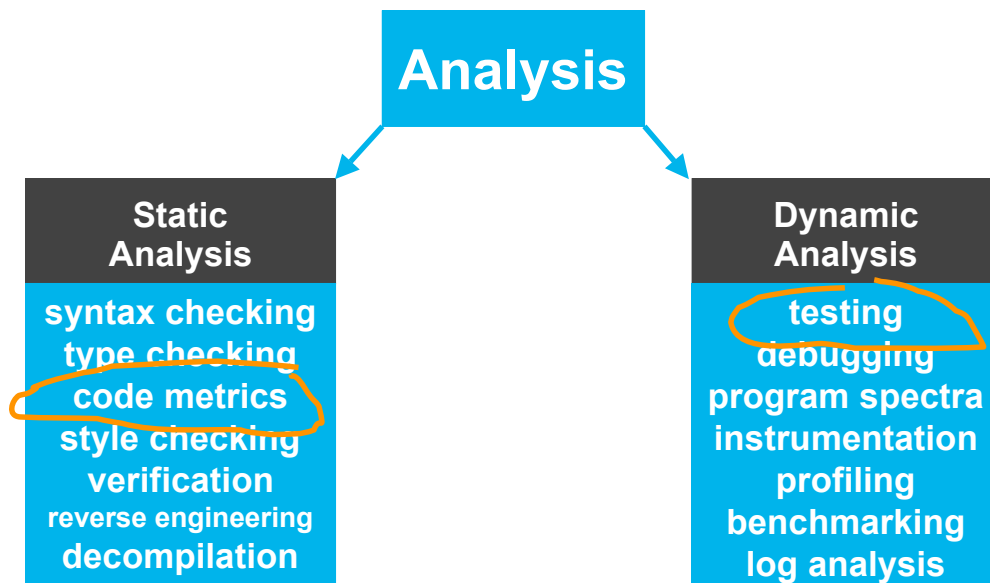 Analysis
Static
Analysis
syntax checking
type checking
code metrics
style checking
verification
reverse engineering
decompilation
Dynamic
Analysis
testing
debugging
program spectra
instrumentation
profiling
benchmarking
log analysis